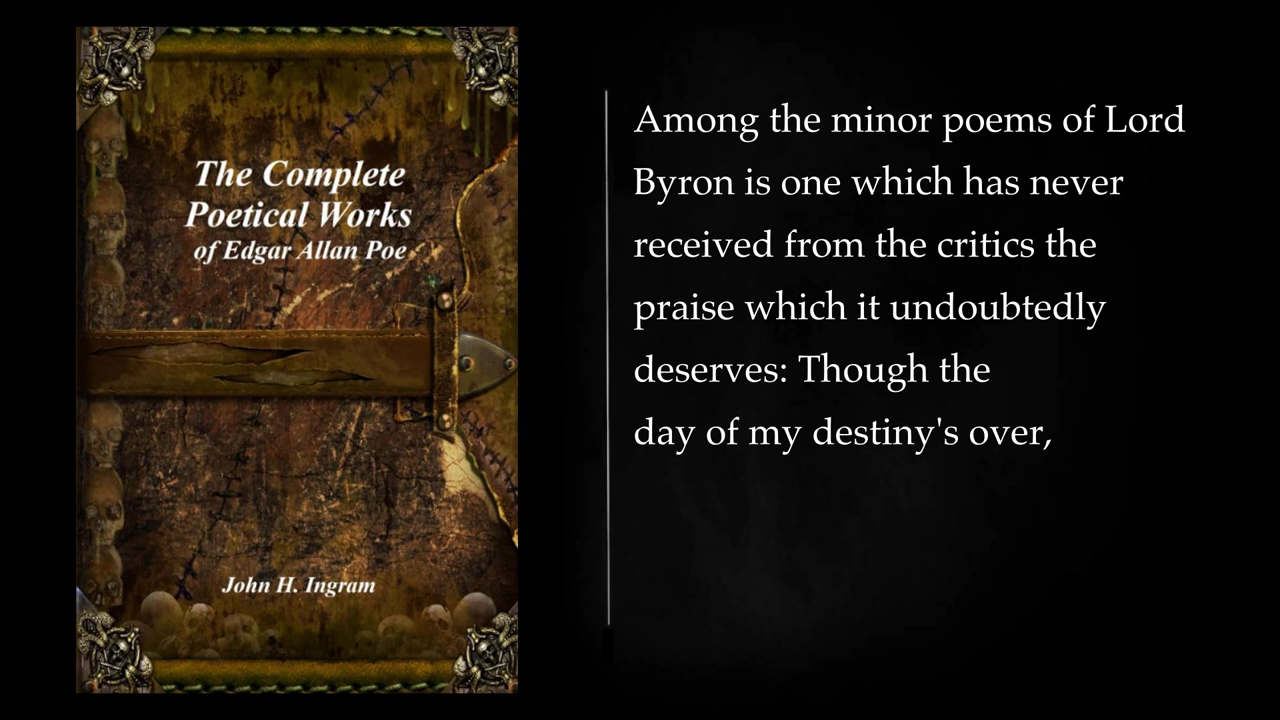 The Complete
Poetical Works
of Edgar Allan Poe
John H. Ingram
Among the minor poems of Lord
Byron is one which has never
received from the critics the
praise which it undoubtedly
deserves: Though the
day of my destiny's over,